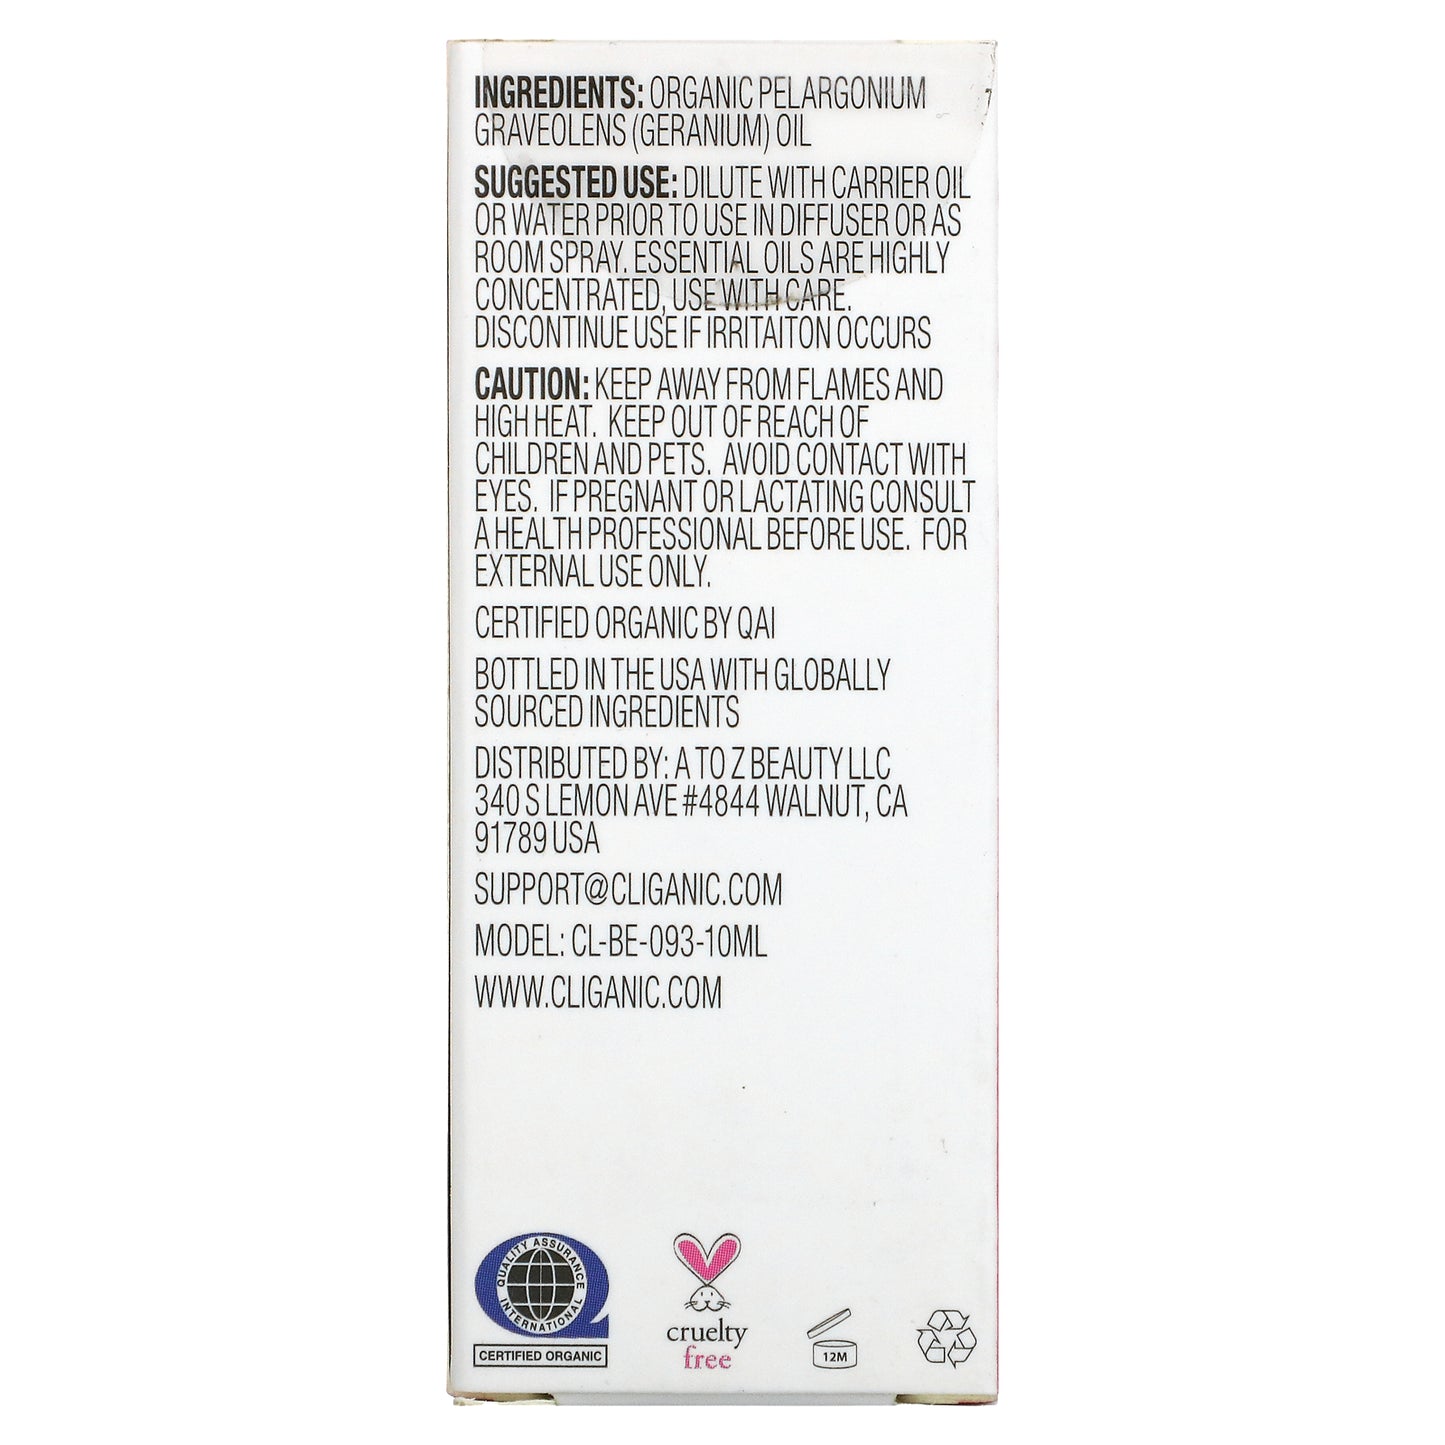 INGREDIENTS: ORGANIC PELARGONIUM
GRAVEOLENS (GERANIUM) OIL
SUGGESTED USE: DILUTE WITH CARRIER OIL
OR WATER PRIOR TO USE IN DIFFUSER OR AS
ROOM SPRAY. ESSENTIAL OILS ARE HIGHLY
CONCENTRATED, USE WITH CARE.
DISCONTINUE USE IF IRRITAITON OCCURS
CAUTION: KEEP AWAY FROM FLAMES AND
HIGH HEAT. KEEP OUT OF REACH OF
CHILDREN AND PETS. AVOID CONTACT WITH
EYES. IF PREGNANT OR LACTATING CONSULT
A HEALTH PROFESSIONAL BEFORE USE. FOR
EXTERNAL USE ONLY.
CERTIFIED ORGANIC BY QAI
BOTTLED IN THE USA WITH GLOBALLY
SOURCED INGREDIENTS
DISTRIBUTED BY: A TO Z BEAUTY LLC
340 S LEMON AVE #4844 WALNUT, CA
91789 USA
SUPPORT@CLIGANIC.COM
MODEL: CL-BE-093-10ML
WWW.CLIGANIC.COM
QUALITY ASSURANCE
INTERNATIONAL
CERTIFIED ORGANIC
cruelty
free
12M